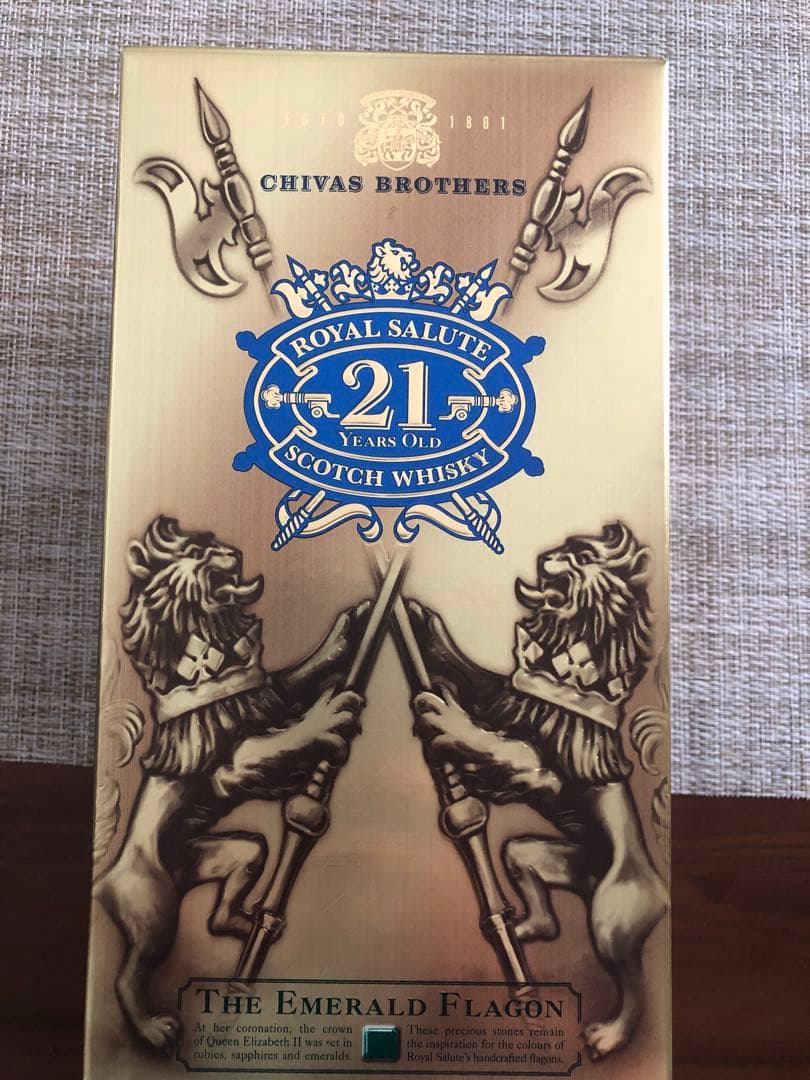 ESTD 1801
CHIVAS BROTHERS
ROYAL SALUTE
21
YEARS OLD
SCOTCH WHISKY
THE EMERALD FLAGON
At her coronation, the crown
of Queen Elizabeth II was set in
rubies, sapphires and emeralds.
These precious stones remain
the inspiration for the colours of
Royal Salute's handcrafted flagons.